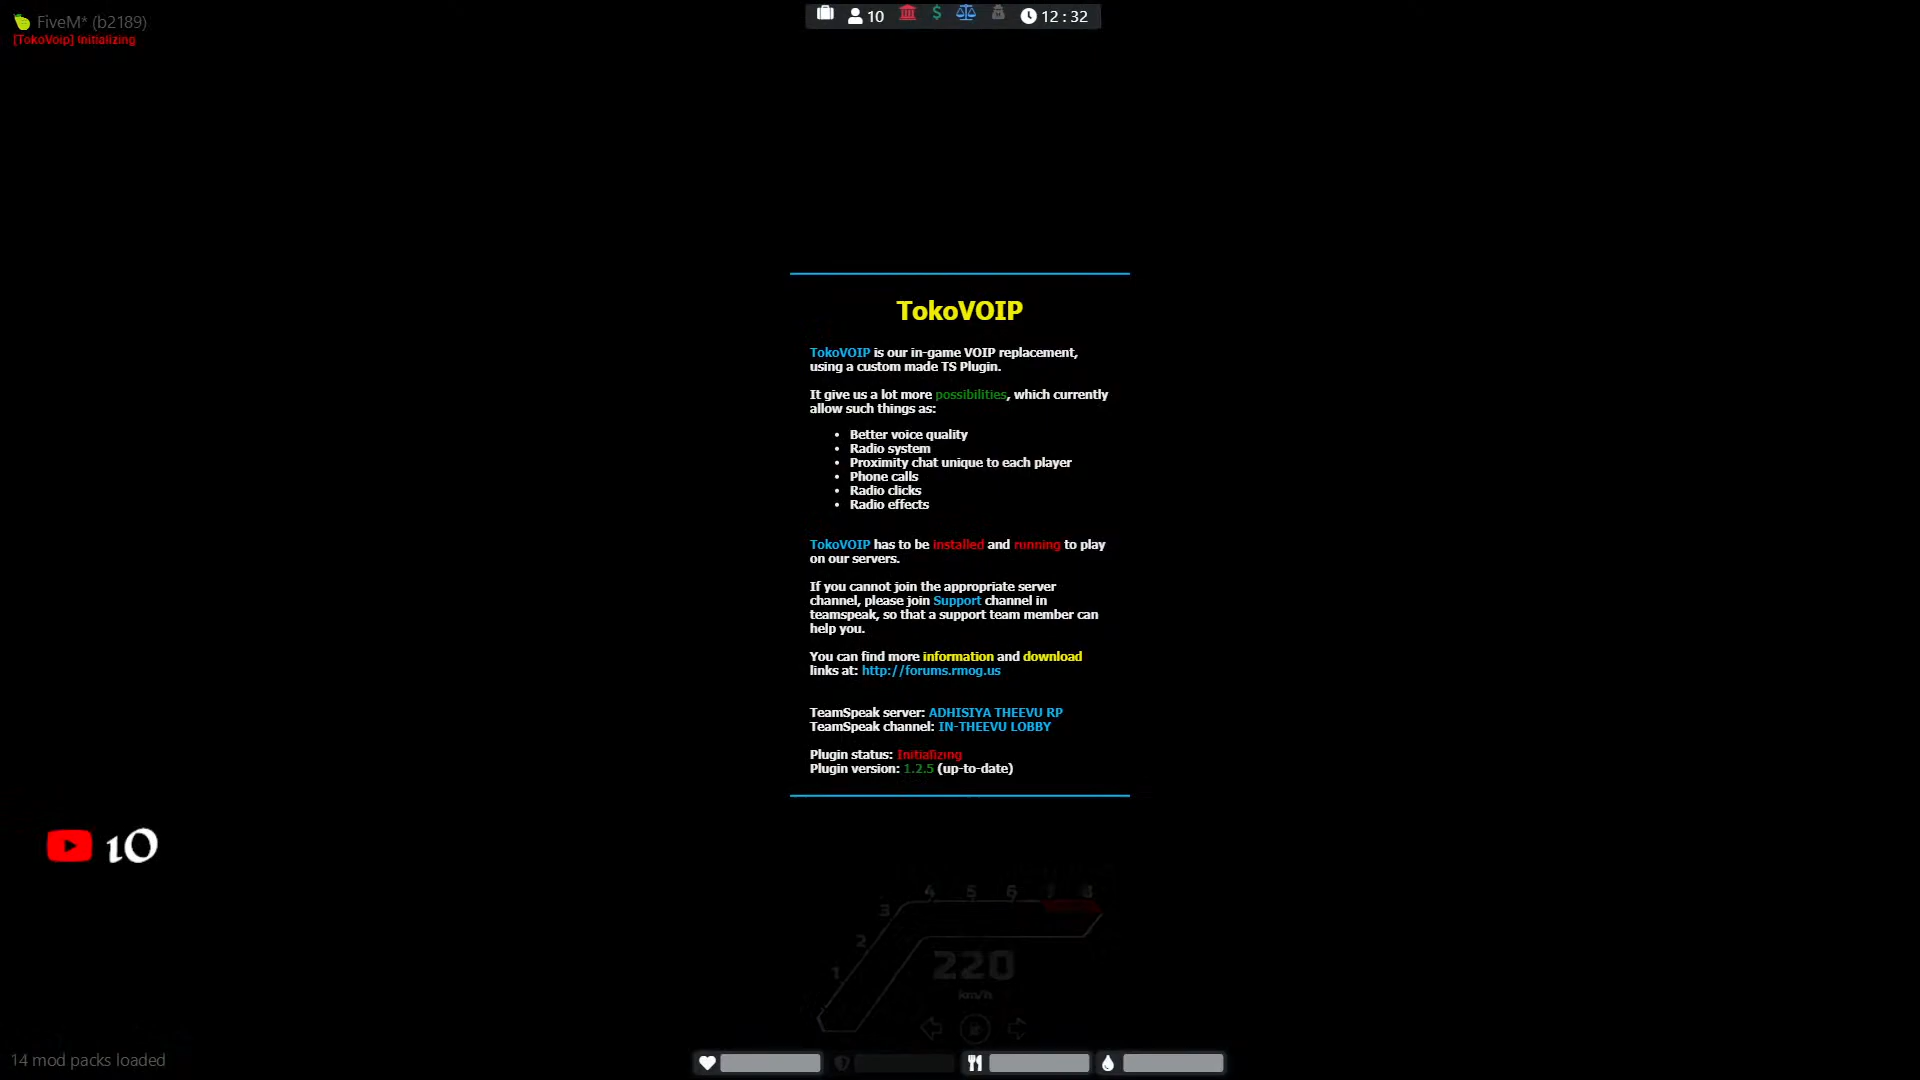 FiveM* (b2189)
[TokoVoip] Initializing
10
$
12 : 32
TokoVOIP
TokoVOIP is our in-game VOIP replacement,
using a custom made TS Plugin.
It give us a lot more possibilities, which currently
allow such things as:
• Better voice quality
• Radio system
• Proximity chat unique to each player
• Phone calls
• Radio clicks
• Radio effects
TokoVOIP has to be installed and running to play
on our servers.
If you cannot join the appropriate server
channel, please join Support channel in
teamspeak, so that a support team member can
help you.
You can find more information and download
links at: http://forums.rmog.us
TeamSpeak server: ADHISIYA THEEVU RP
TeamSpeak channel: IN-THEEVU LOBBY
Plugin status: Initializing
Plugin version: 1.2.5 (up-to-date)
10
1 2 3 4 5 6 7 8
220
km/h
14 mod packs loaded